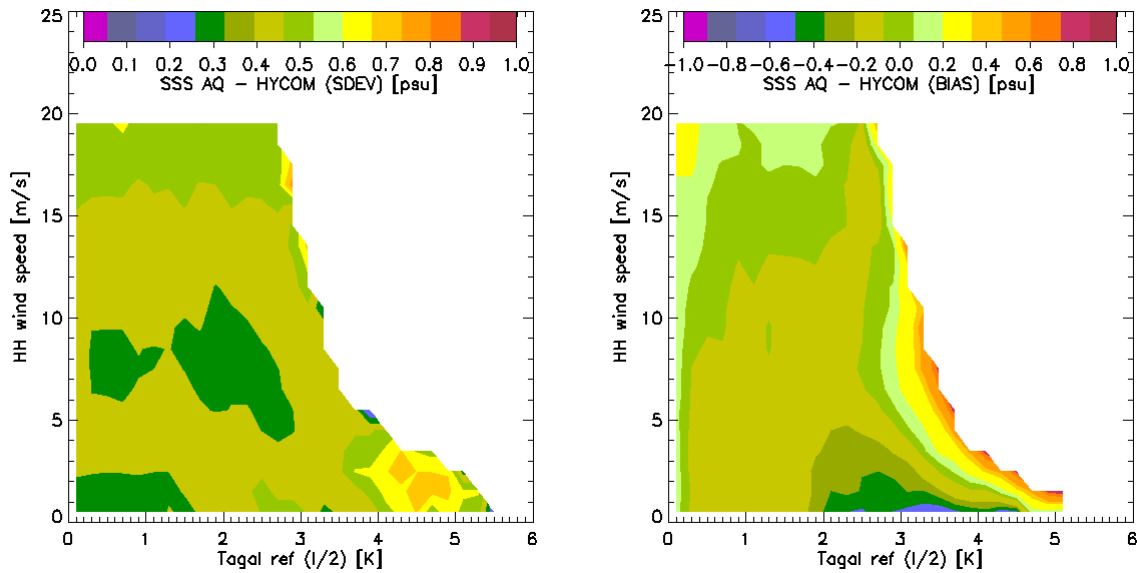 25
0.0 0.1 0.2 0.3 0.4 0.5 0.6 0.7 0.8 0.9 1.0
SSS AQ - HYCOM (SDEV) [psu]
20
15
10
5
0
HH wind speed [m/s]
0 1 2 3 4 5 6
Tagal ref (I/2) [K]
25
-1.0 -0.8 -0.6 -0.4 -0.2 0.0 0.2 0.4 0.6 0.8 1.0
SSS AQ - HYCOM (BIAS) [psu]
20
15
10
5
0
HH wind speed [m/s]
0 1 2 3 4 5 6
Tagal ref (I/2) [K]